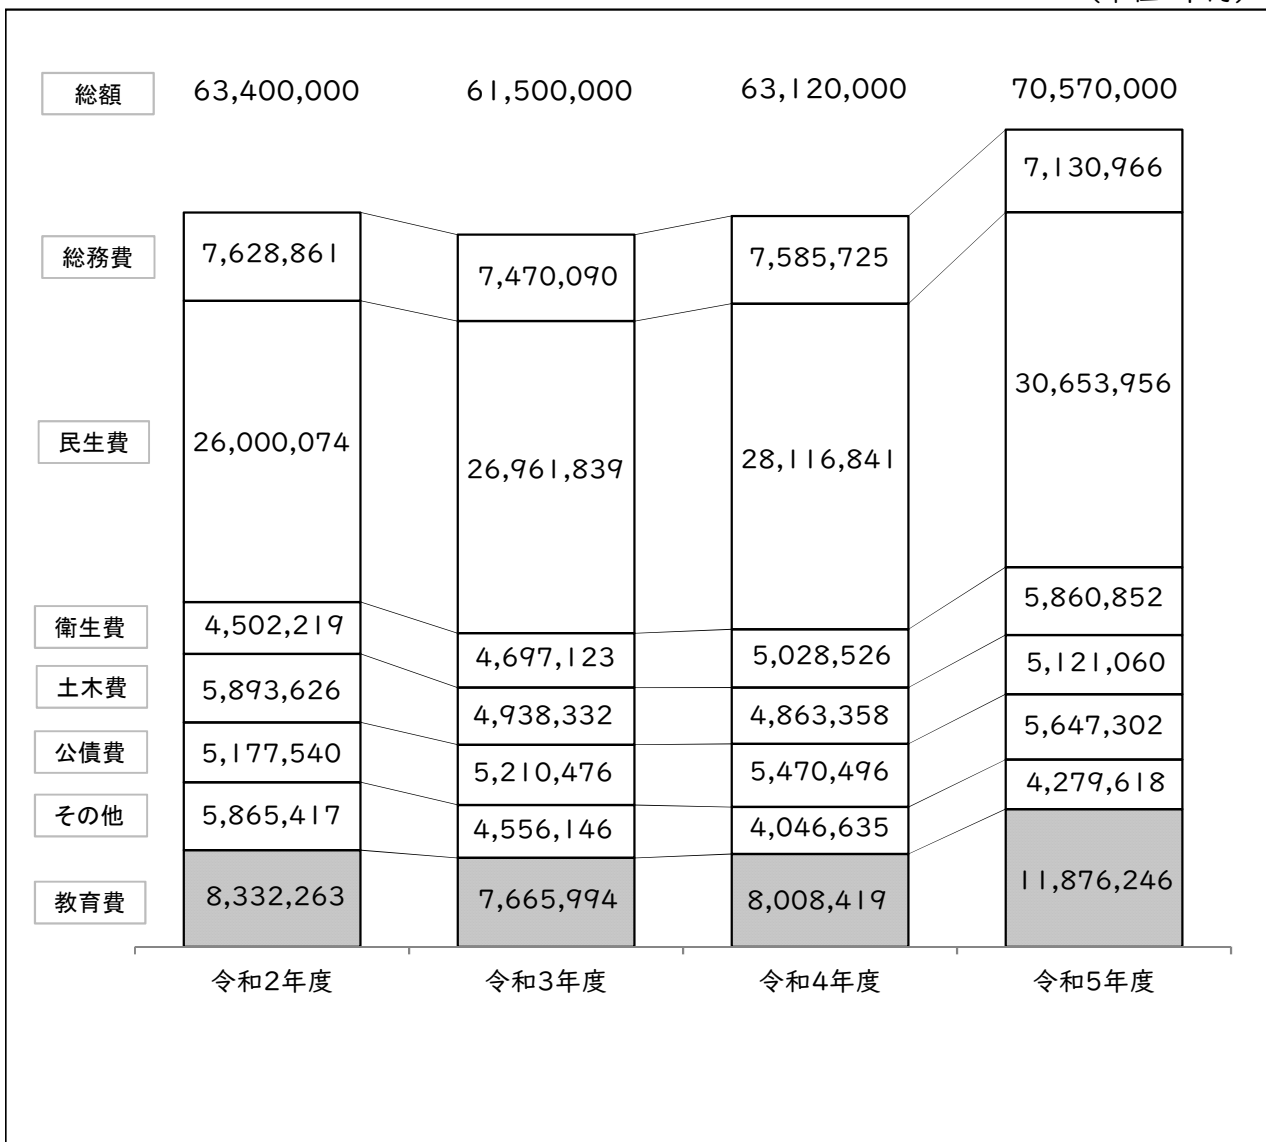 総額 63,400,000 61,500,000 63,120,000 70,570,000
総務費 7,628,861 7,470,090 7,585,725 7,130,966
民生費 26,000,074 26,961,839 28,116,841 30,653,956
衛生費 4,502,219 4,697,123 5,028,526 5,860,852
土木費 5,893,626 4,938,332 4,863,358 5,121,060
公債費 5,177,540 5,210,476 5,470,496 5,647,302
その他 5,865,417 4,556,146 4,046,635 4,279,618
教育費 8,332,263 7,665,994 8,008,419 11,876,246
令和2年度 令和3年度 令和4年度 令和5年度